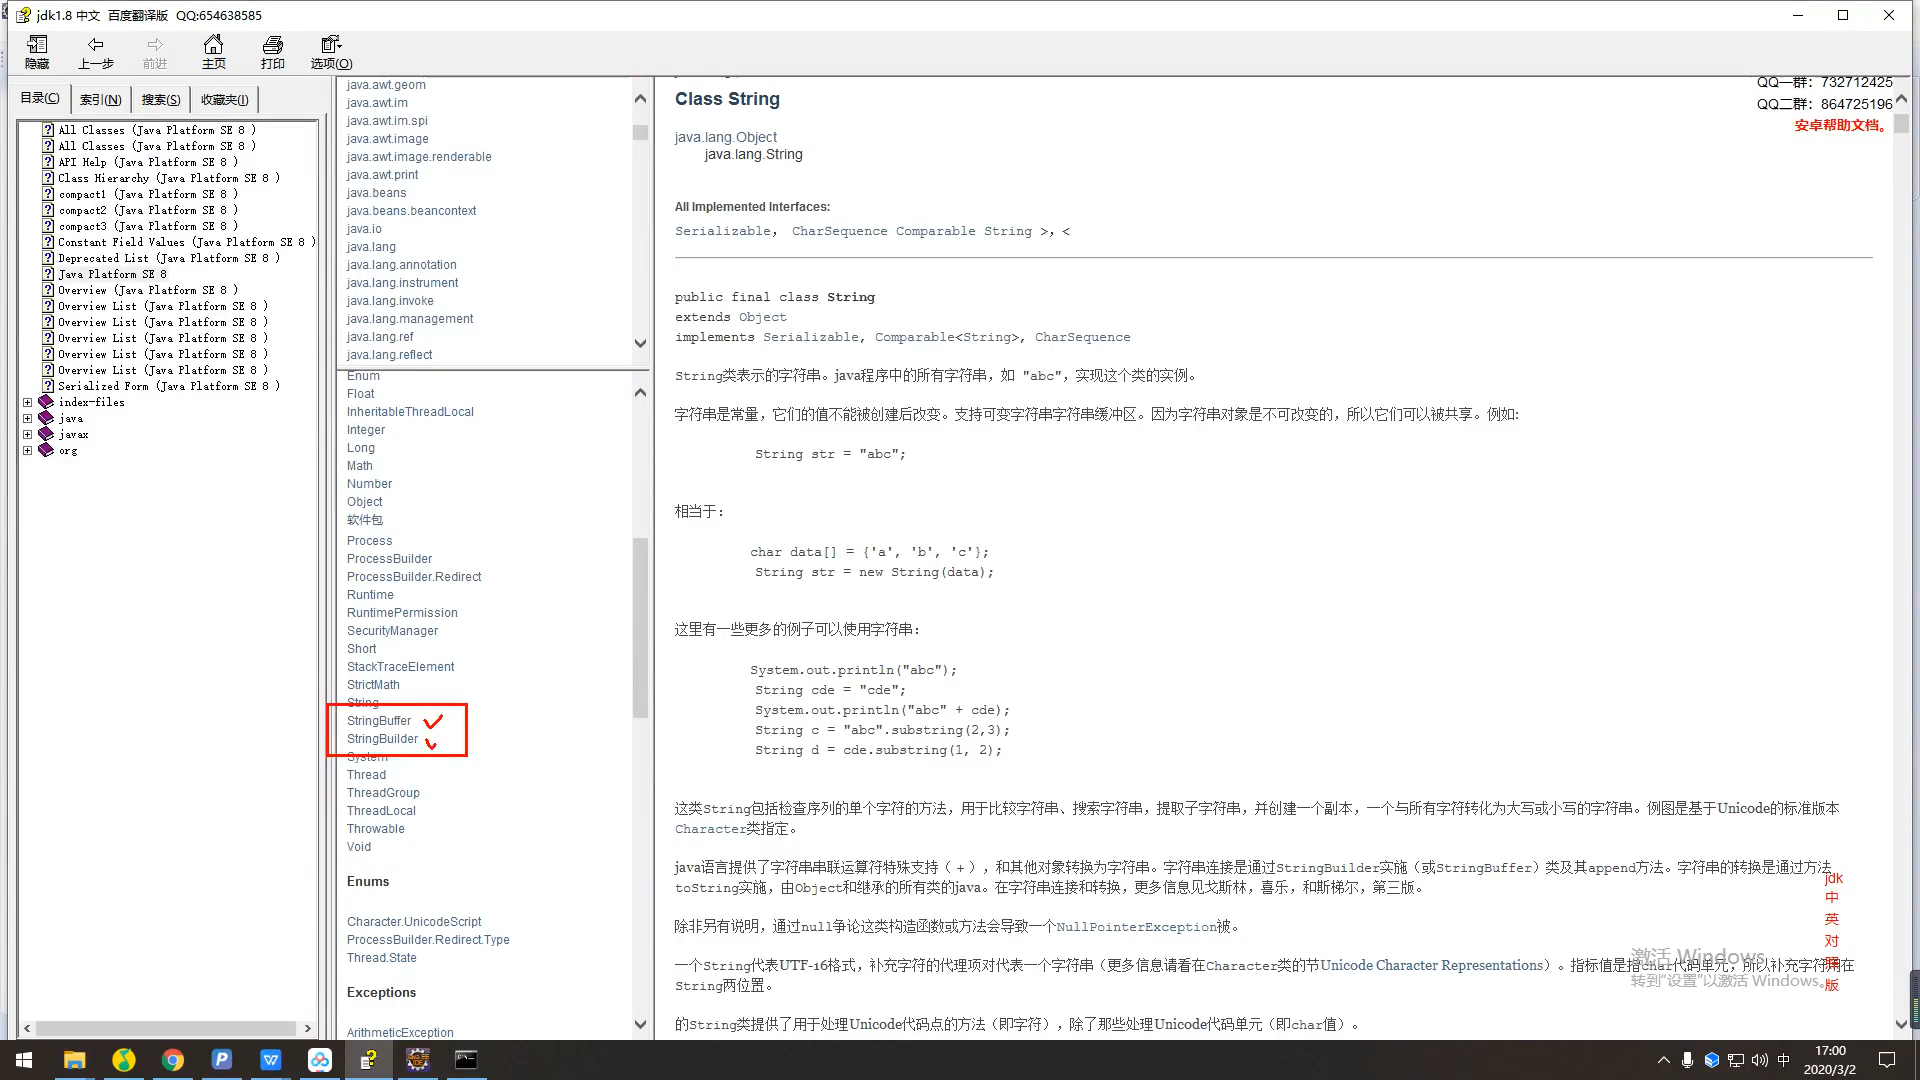 jdk1.8 中文 百度翻译版   QQ:654638585
隐藏
上一步
前进
主页
打印
选项(O)
目录(C)
索引(N)
搜索(S)
收藏夹(I)
All Classes (Java Platform SE 8 )
All Classes (Java Platform SE 8 )
API Help (Java Platform SE 8 )
Class Hierarchy (Java Platform SE 8 )
compact1 (Java Platform SE 8 )
compact2 (Java Platform SE 8 )
compact3 (Java Platform SE 8 )
Constant Field Values (Java Platform SE 8 )
Deprecated List (Java Platform SE 8 )
Java Platform SE 8
Overview (Java Platform SE 8 )
Overview List (Java Platform SE 8 )
Overview List (Java Platform SE 8 )
Overview List (Java Platform SE 8 )
Overview List (Java Platform SE 8 )
Overview List (Java Platform SE 8 )
Serialized Form (Java Platform SE 8 )
index-files
java
javax
org
java.awt.geom
java.awt.im
java.awt.im.spi
java.awt.image
java.awt.image.renderable
java.awt.print
java.beans
java.beans.beancontext
java.io
java.lang
java.lang.annotation
java.lang.instrument
java.lang.invoke
java.lang.management
java.lang.ref
java.lang.reflect
Enum
Float
InheritableThreadLocal
Integer
Long
Math
Number
Object
软件包
Process
ProcessBuilder
ProcessBuilder.Redirect
Runtime
RuntimePermission
SecurityManager
Short
StackTraceElement
StrictMath
String
StringBuffer
StringBuilder
System
Thread
ThreadGroup
ThreadLocal
Throwable
Void
Enums
Character.UnicodeScript
ProcessBuilder.Redirect.Type
Thread.State
Exceptions
ArithmeticException
QQ一群：732712425
QQ二群：864725196
安卓帮助文档。
Class String
java.lang.Object
java.lang.String
All Implemented Interfaces:
Serializable, CharSequence Comparable String >, <
public final class String
extends Object
implements Serializable, Comparable<String>, CharSequence
String类表示的字符串。java程序中的所有字符串，如 "abc"，实现这个类的实例。
字符串是常量，它们的值不能被创建后改变。支持可变字符串字符串缓冲区。因为字符串对象是不可改变的，所以它们可以被共享。例如:
String str = "abc";
相当于：
char data[] = {'a', 'b', 'c'};
String str = new String(data);
这里有一些更多的例子可以使用字符串：
System.out.println("abc");
String cde = "cde";
System.out.println("abc" + cde);
String c = "abc".substring(2,3);
String d = cde.substring(1, 2);
这类String包括检查序列的单个字符的方法，用于比较字符串、搜索字符串，提取子字符串，并创建一个副本，一个与所有字符转化为大写或小写的字符串。例图是基于Unicode的标准版本
Character类指定。
java语言提供了字符串串联运算符特殊支持（ + ），和其他对象转换为字符串。字符串连接是通过StringBuilder实施（或StringBuffer）类及其append方法。字符串的转换是通过方法
toString实施，由Object和继承的所有类的java。在字符串连接和转换，更多信息见戈斯林，喜乐，和斯梯尔，第三版。
除非另有说明，通过null争论这类构造函数或方法会导致一个NullPointerException被。
一个String代表UTF-16格式，补充字符的代理项对代表一个字符串（更多信息请看在Character类的节Unicode Character Representations）。指标值是指char代码单元，所以补充字符用在
String两位置。
的String类提供了用于处理Unicode代码点的方法（即字符），除了那些处理Unicode代码单元（即char值）。
jdk
中
英
对
照
版
激活 Windows
转到"设置"以激活 Windows。
中
17:00
2020/3/2